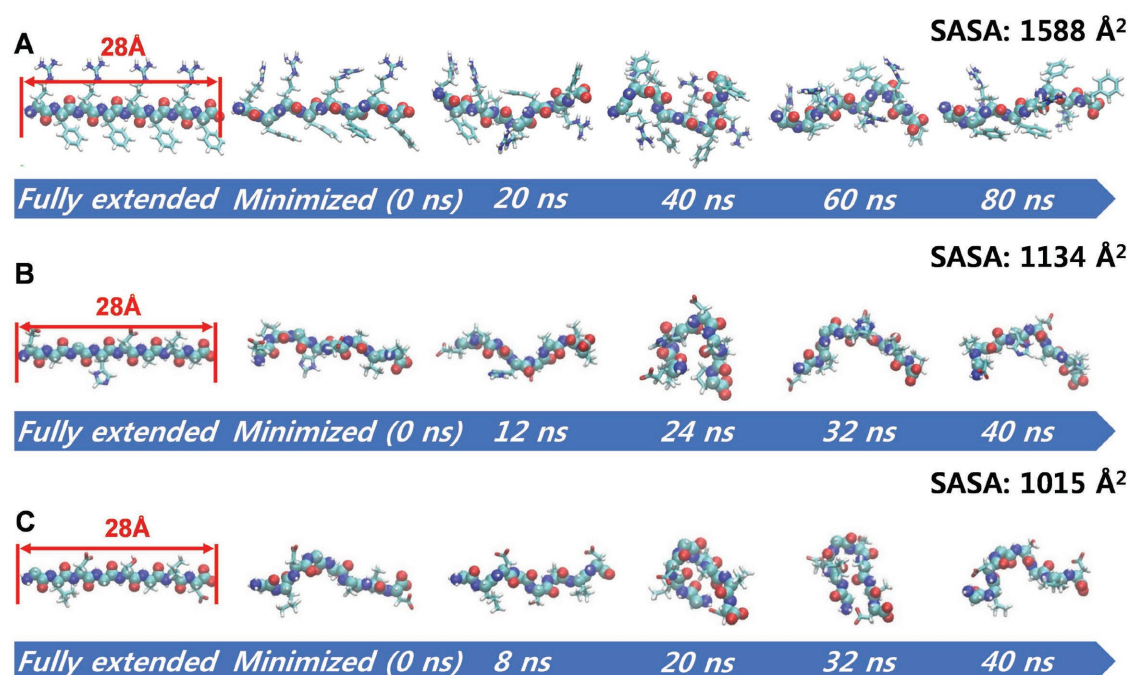 A
SASA: 1588 Å²
28Å
Fully extended Minimized (0 ns) 20 ns 40 ns 60 ns 80 ns
B
SASA: 1134 Å²
28Å
Fully extended Minimized (0 ns) 12 ns 24 ns 32 ns 40 ns
SASA: 1015 Å²
C
28Å
Fully extended Minimized (0 ns) 8 ns 20 ns 32 ns 40 ns